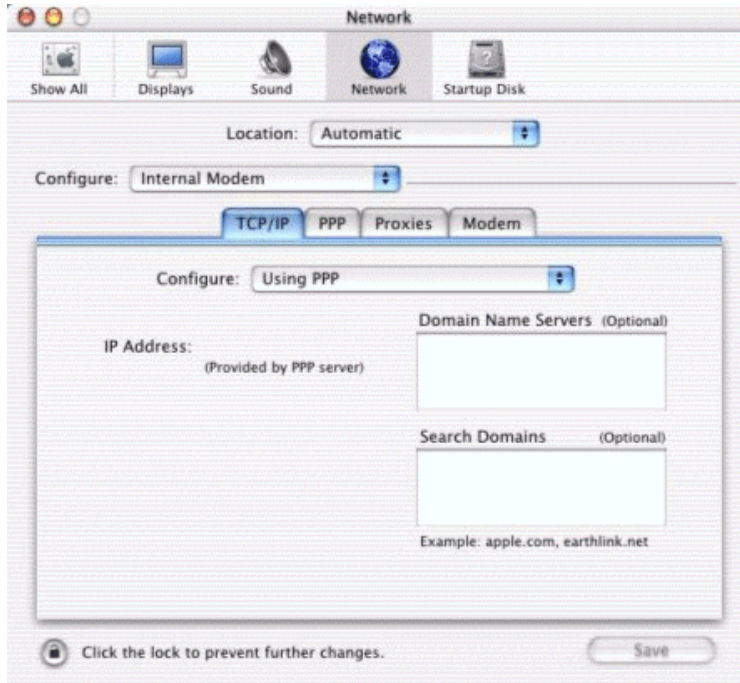 Network
Show All Displays Sound Network Startup Disk
Location: Automatic
Configure: Internal Modem
TCP/IP PPP Proxies Modem
Configure: Using PPP
Domain Name Servers (Optional)
IP Address:
(Provided by PPP server)
Search Domains (Optional)
Example: apple.com, earthlink.net
Click the lock to prevent further changes.
Save